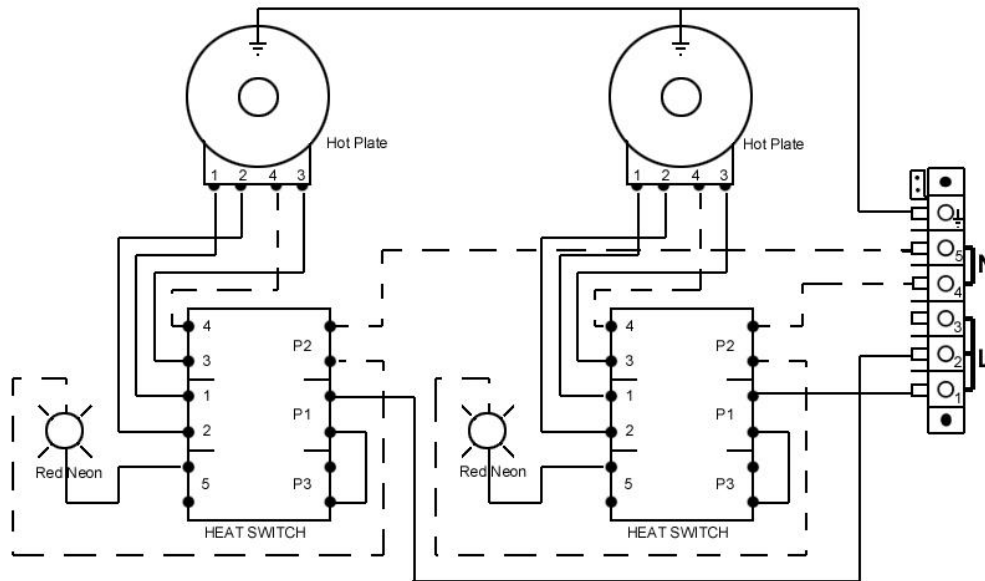 Hot Plate
Hot Plate
1 2 4 3
1 2 4 3
5
N
4
3
L
2
1
4
P2
3
1
P1
2
Red Neon
5
P3
HEAT SWITCH
4
P2
3
1
P1
2
Red Neon
5
P3
HEAT SWITCH